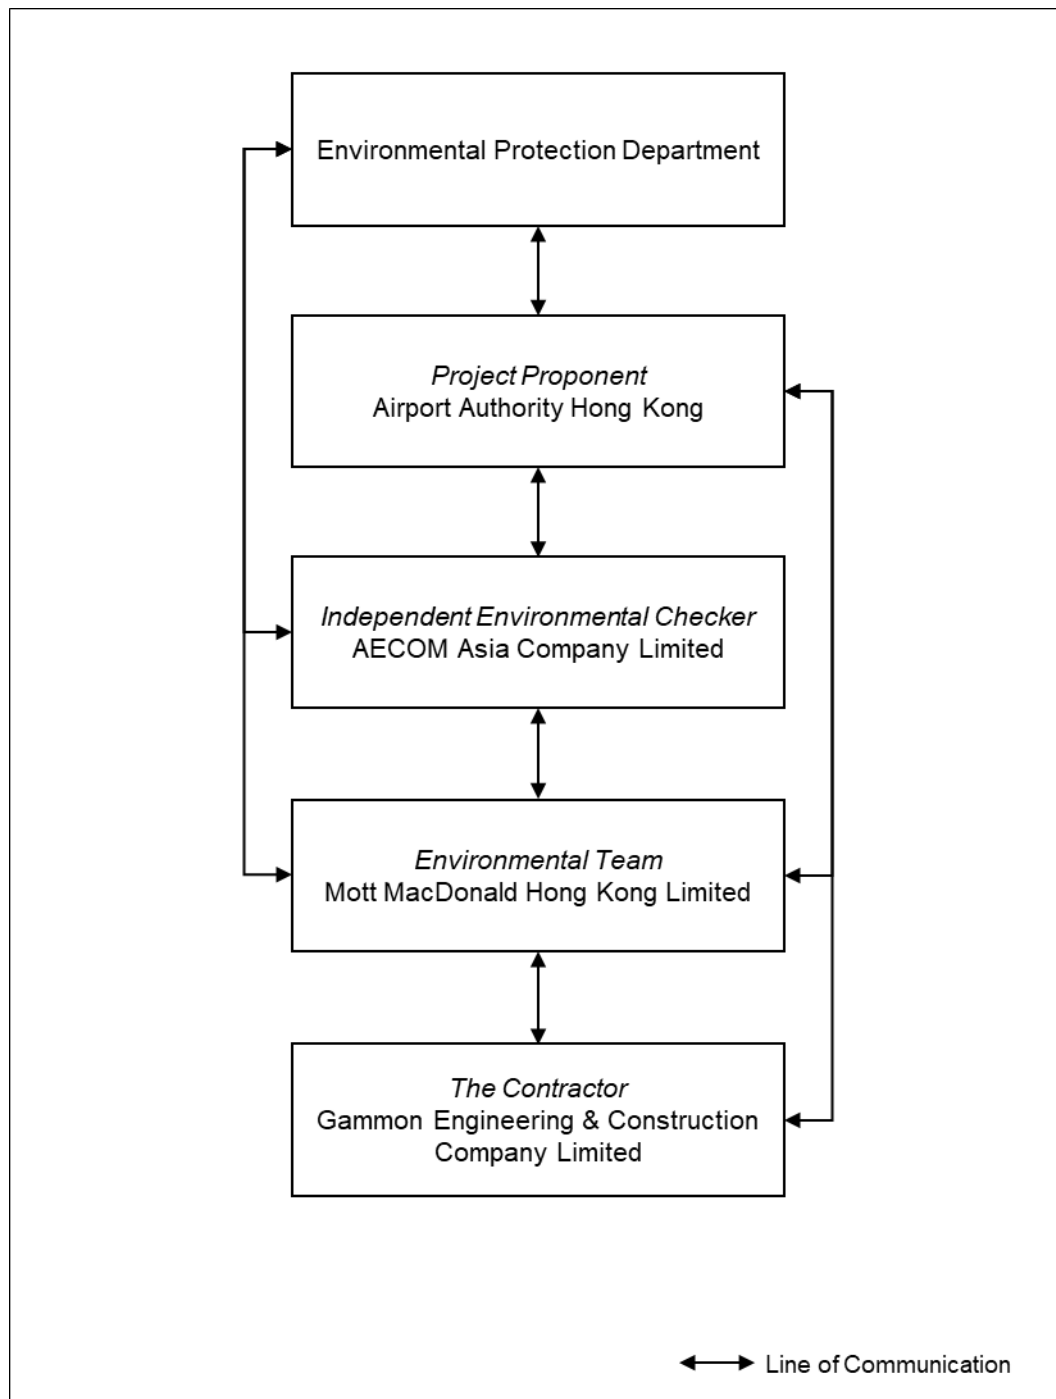 Environmental Protection Department
Project Proponent
Airport Authority Hong Kong
Independent Environmental Checker
AECOM Asia Company Limited
Environmental Team
Mott MacDonald Hong Kong Limited
The Contractor
Gammon Engineering & Construction
Company Limited
Line of Communication